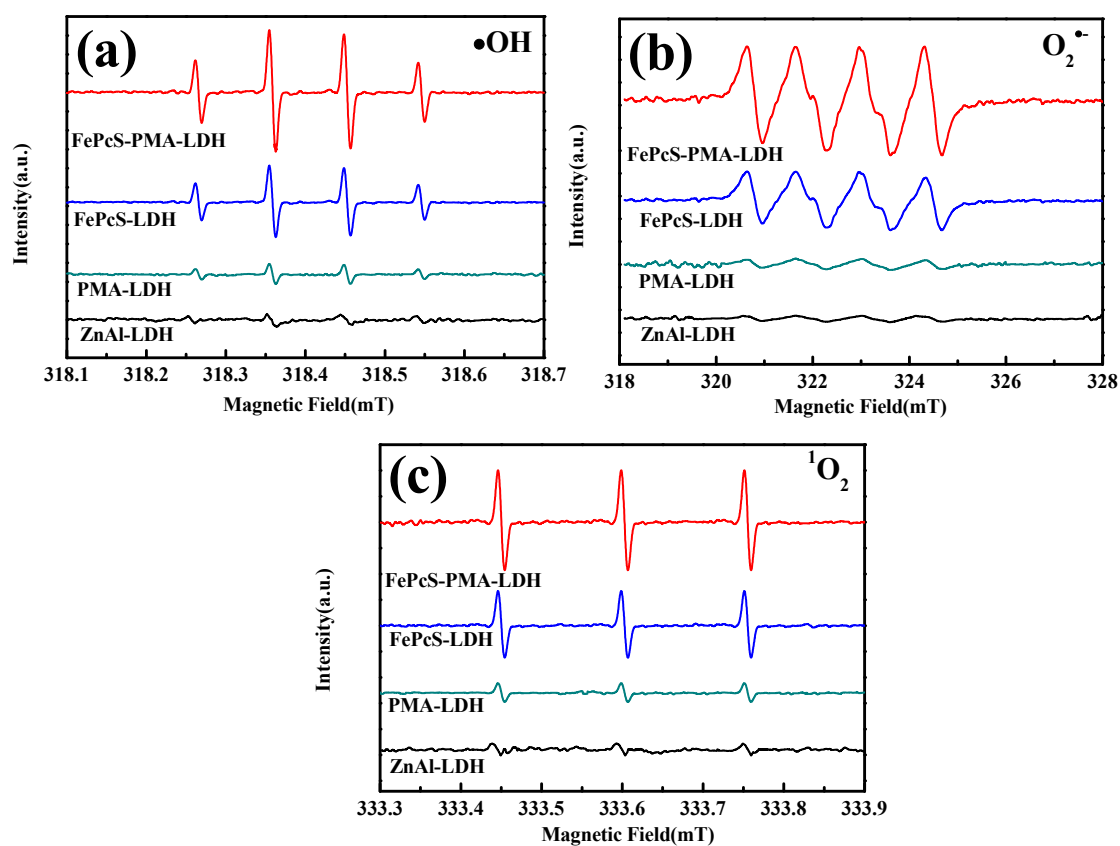 (a)
•OH
FePcS-PMA-LDH
FePcS-LDH
PMA-LDH
ZnAl-LDH
Intensity(a.u.)
318.1 318.2 318.3 318.4 318.5 318.6 318.7
Magnetic Field(mT)
(b)
O₂•-
FePcS-PMA-LDH
FePcS-LDH
PMA-LDH
ZnAl-LDH
Intensity(a.u.)
318 320 322 324 326 328
Magnetic Field(mT)
(c)
¹O₂
FePcS-PMA-LDH
FePcS-LDH
PMA-LDH
ZnAl-LDH
Intensity(a.u.)
333.3 333.4 333.5 333.6 333.7 333.8 333.9
Magnetic Field(mT)